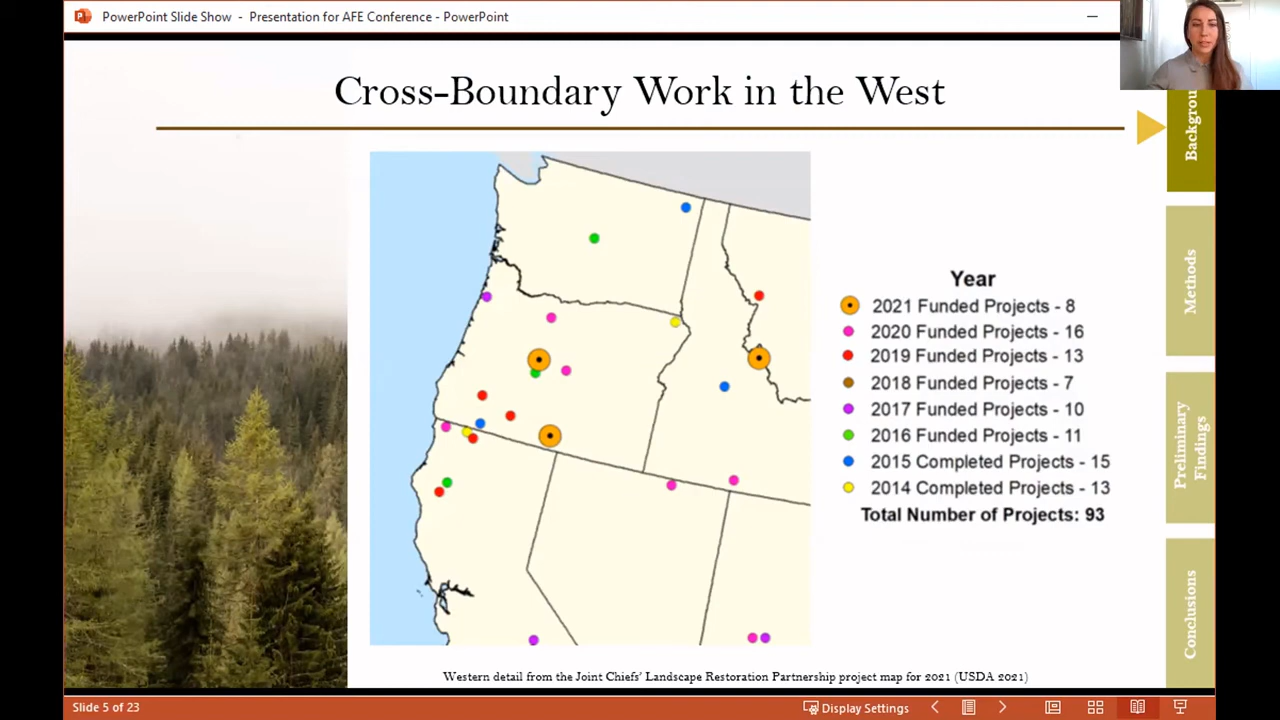 PowerPoint Slide Show - Presentation for AFE Conference - PowerPoint
Cross-Boundary Work in the West
Year
2021 Funded Projects - 8
2020 Funded Projects - 16
2019 Funded Projects - 13
2018 Funded Projects - 7
2017 Funded Projects - 10
2016 Funded Projects - 11
2015 Completed Projects - 15
2014 Completed Projects - 13
Total Number of Projects: 93
Western detail from the Joint Chiefs' Landscape Restoration Partnership project map for 2021 (USDA 2021)
Methods
Preliminary
Findings
Conclusions
Slide 5 of 23
Display Settings